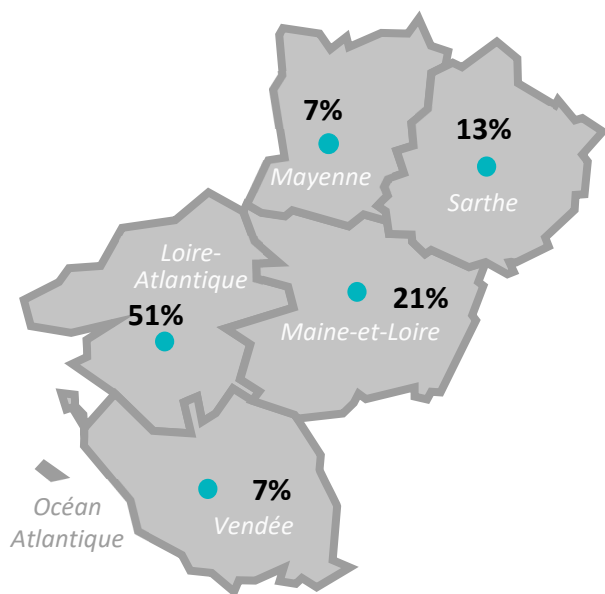 7%
Mayenne
13%
Sarthe
Loire-
Atlantique
51%
21%
Maine-et-Loire
7%
Vendée
Océan
Atlantique